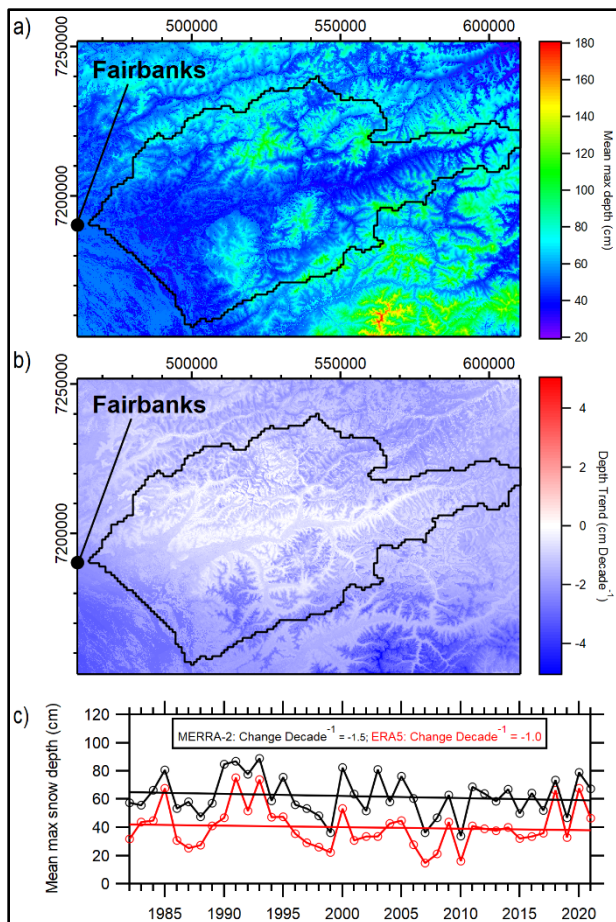 a)
500000 550000 600000
7250000
7200000
Fairbanks
180
160
140
120
100
80
60
40
20
Mean max depth (cm)
b)
500000 550000 600000
7250000
7200000
Fairbanks
4
2
0
-2
-4
Depth Trend (cm Decade⁻¹)
c)
Mean max snow depth (cm)
120
100
80
60
40
20
0
MERRA-2: Change Decade⁻¹ = -1.5; ERA5: Change Decade⁻¹ = -1.0
1985 1990 1995 2000 2005 2010 2015 2020